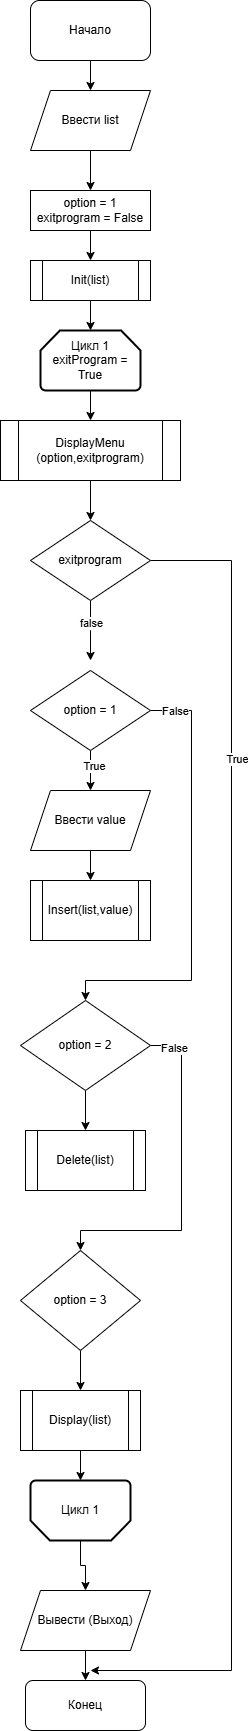 Начало
Ввести list
option = 1
exitprogram = False
Init(list)
Цикл 1
exitProgram =
True
DisplayMenu
(option,exitprogram)
exitprogram
false
option = 1
False
True
True
Ввести value
Insert(list,value)
option = 2
False
Delete(list)
option = 3
Display(list)
Цикл 1
Вывести (Выход)
Конец